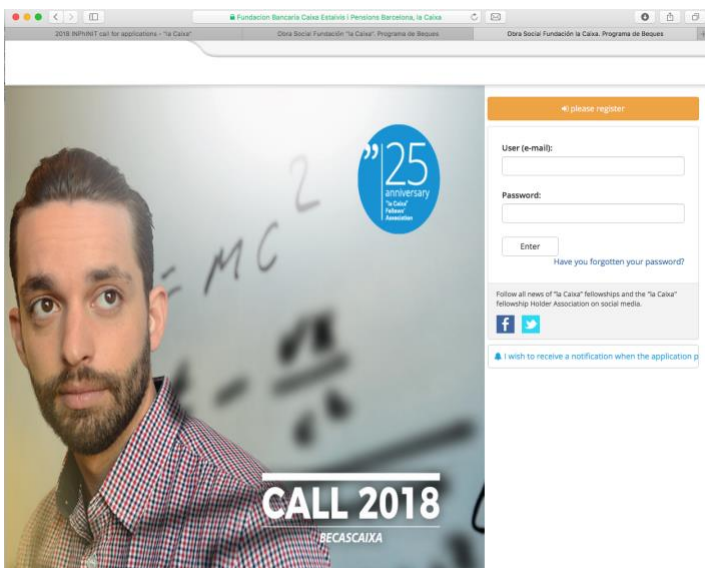 Fundacion Bancaria Caixa Estalvis i Pensions Barcelona, la Caixa
2018 INPhINIT call for applications - "la Caixa"
Obra Social Fundación "la Caixa". Programa de Beques
Obra Social Fundación la Caixa. Programa de Beques
please register
User (e-mail):
Password:
Enter
Have you forgotten your password?
Follow all news of "la Caixa" fellowships and the "la Caixa"
fellowship Holder Association on social media.
I wish to receive a notification when the application p
” 25
anniversary
"la Caixa"
Fellows'
Association
= MC 2
CALL 2018
BECASCAIXA